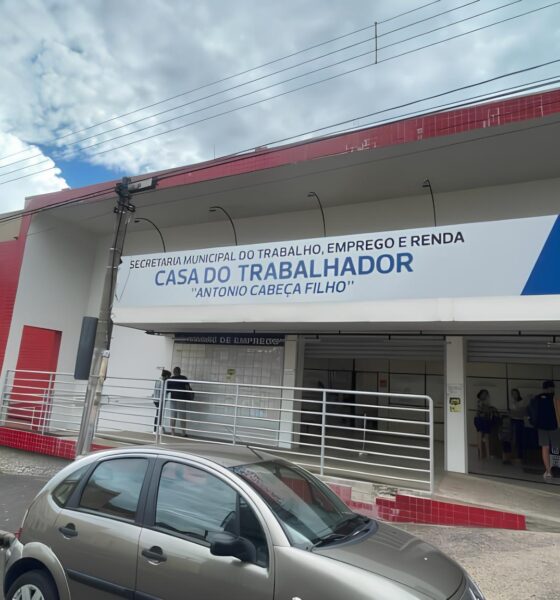 SECRETARIA MUNICIPAL DO TRABALHO, EMPREGO E RENDA
CASA DO TRABALHADOR
"ANTONIO CABEÇA FILHO"
DE EMPREGO